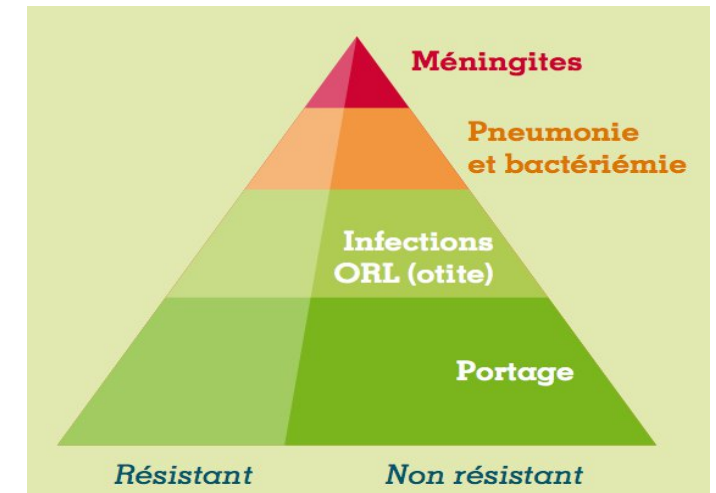 Méningites
Pneumonie
et bactériémie
Infections
ORL (otite)
Portage
Résistant
Non résistant